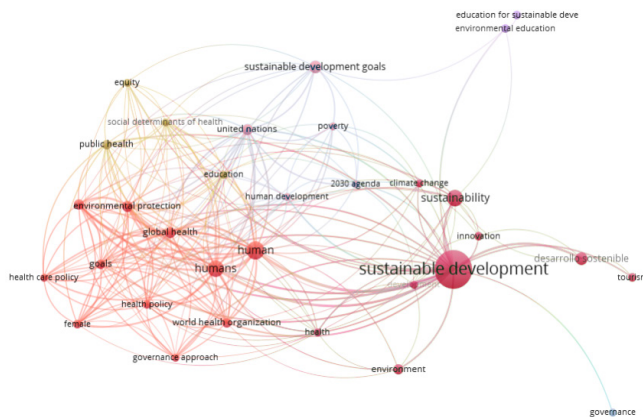 education for sustainable deve
environmental education
sustainable development goals
equity
social determinants of health
united nations
poverty
public health
education
2030 agenda
climate change
human development
sustainability
environmental protection
global health
innovation
human
goals
humans
sustainable development
desarrollo sostenible
health care policy
tourism
health policy
female
world health organization
health
governance approach
environment
governance